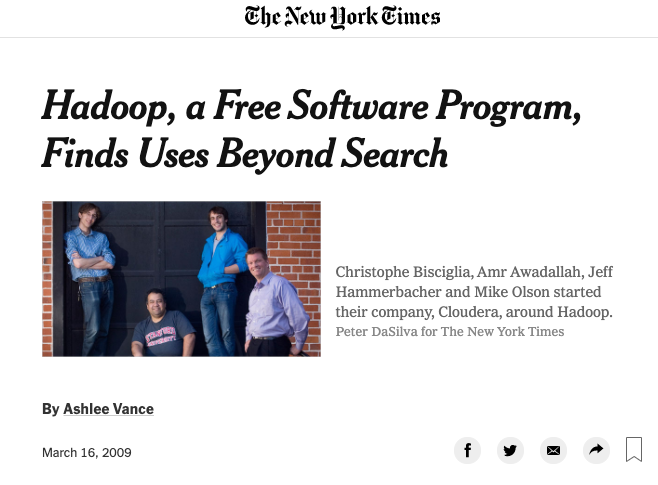 The New York Times
Hadoop, a Free Software Program,
Finds Uses Beyond Search
Christophe Bisciglia, Amr Awadallah, Jeff
Hammerbacher and Mike Olson started
their company, Cloudera, around Hadoop.
Peter DaSilva for The New York Times
By Ashlee Vance
March 16, 2009